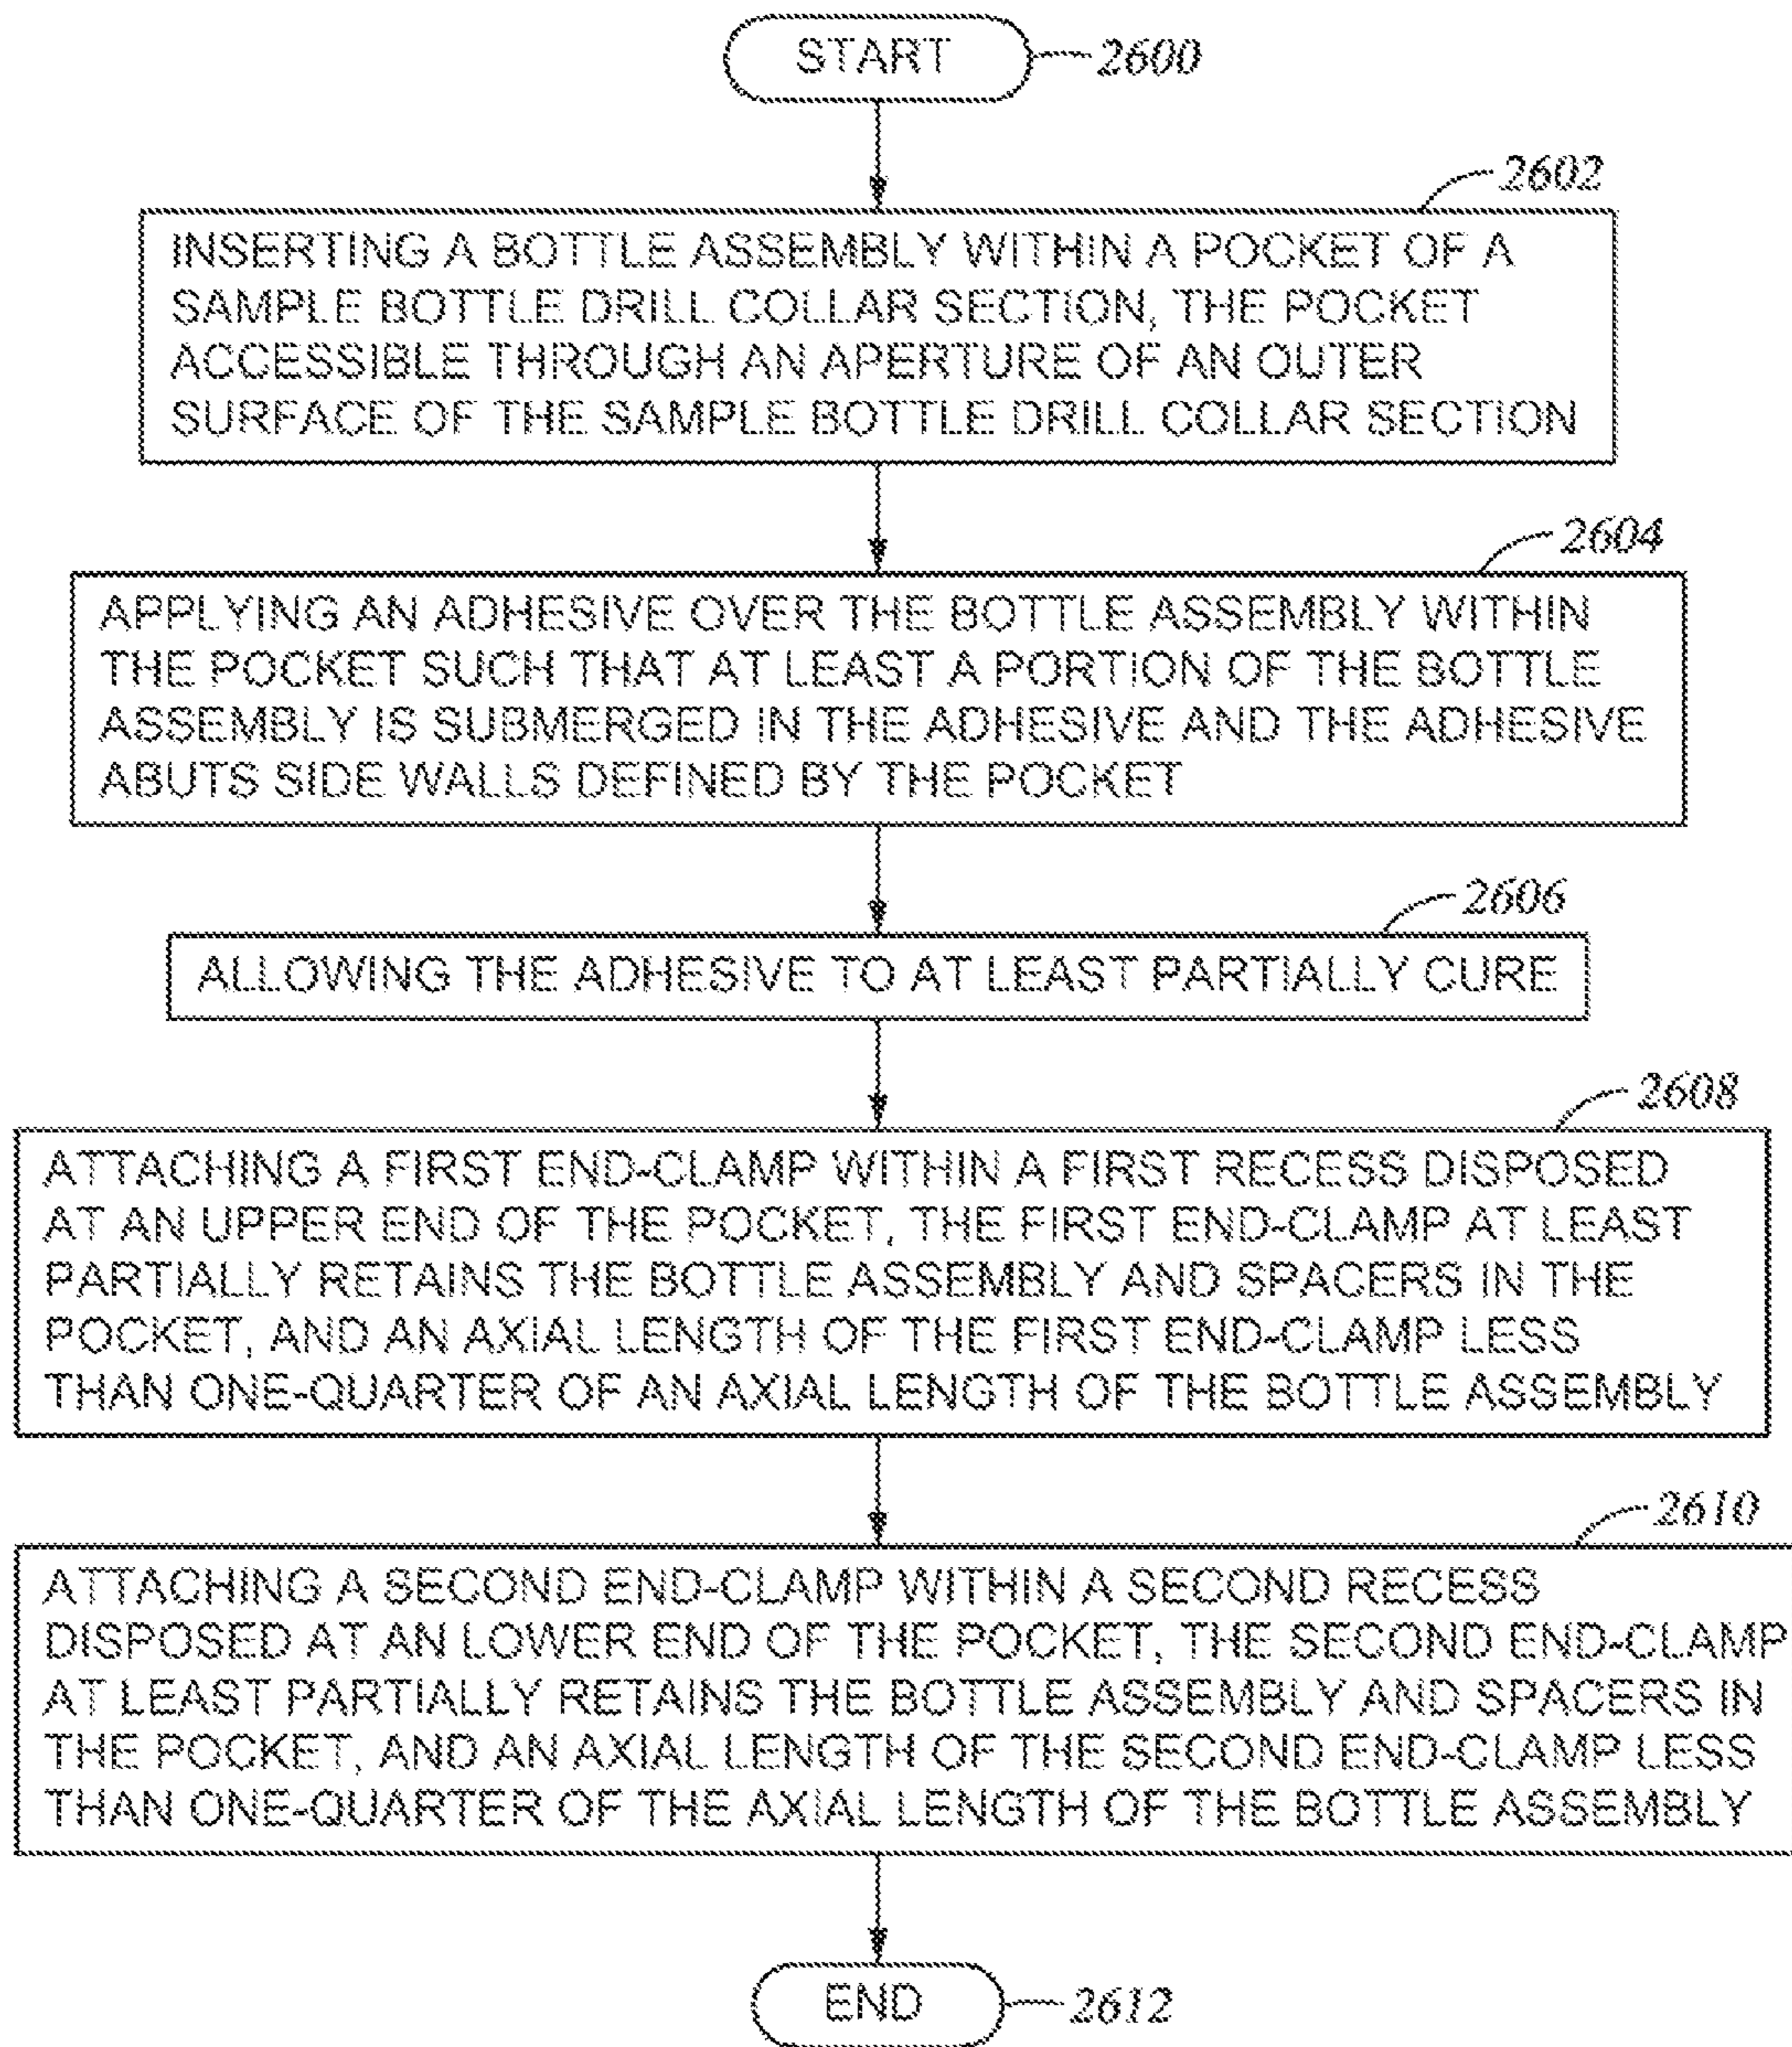 START 2600
2602
INSERTING A BOTTLE ASSEMBLY WITHIN A POCKET OF A
SAMPLE BOTTLE DRILL COLLAR SECTION, THE POCKET
ACCESSIBLE THROUGH AN APERTURE OF AN OUTER
SURFACE OF THE SAMPLE BOTTLE DRILL COLLAR SECTION
2604
APPLYING AN ADHESIVE OVER THE BOTTLE ASSEMBLY WITHIN
THE POCKET SUCH THAT AT LEAST A PORTION OF THE BOTTLE
ASSEMBLY IS SUBMERGED IN THE ADHESIVE AND THE ADHESIVE
ABUTS SIDE WALLS DEFINED BY THE POCKET
2606
ALLOWING THE ADHESIVE TO AT LEAST PARTIALLY CURE
2608
ATTACHING A FIRST END-CLAMP WITHIN A FIRST RECESS DISPOSED
AT AN UPPER END OF THE POCKET, THE FIRST END-CLAMP AT LEAST
PARTIALLY RETAINS THE BOTTLE ASSEMBLY AND SPACERS IN THE
POCKET, AND AN AXIAL LENGTH OF THE FIRST END-CLAMP LESS
THAN ONE-QUARTER OF AN AXIAL LENGTH OF THE BOTTLE ASSEMBLY
2610
ATTACHING A SECOND END-CLAMP WITHIN A SECOND RECESS
DISPOSED AT AN LOWER END OF THE POCKET, THE SECOND END-CLAMP
AT LEAST PARTIALLY RETAINS THE BOTTLE ASSEMBLY AND SPACERS IN
THE POCKET, AND AN AXIAL LENGTH OF THE SECOND END-CLAMP LESS
THAN ONE-QUARTER OF THE AXIAL LENGTH OF THE BOTTLE ASSEMBLY
END 2612